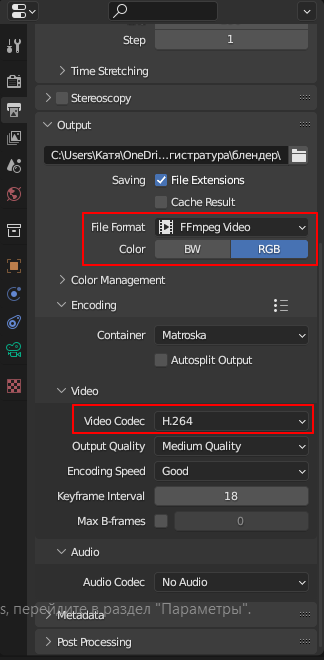 Step 1
Time Stretching
Stereoscopy
Output
C:\Users\Катя\OneDri...гистратура\блендер\
Saving File Extensions
Cache Result
File Format FFmpeg Video
Color BW RGB
Color Management
Encoding
Container Matroska
Autosplit Output
Video
Video Codec H.264
Output Quality Medium Quality
Encoding Speed Good
Keyframe Interval 18
Max B-frames 0
Audio
Audio Codec No Audio
s, перейдите в раздел "Параметры".
Metadata
Post Processing